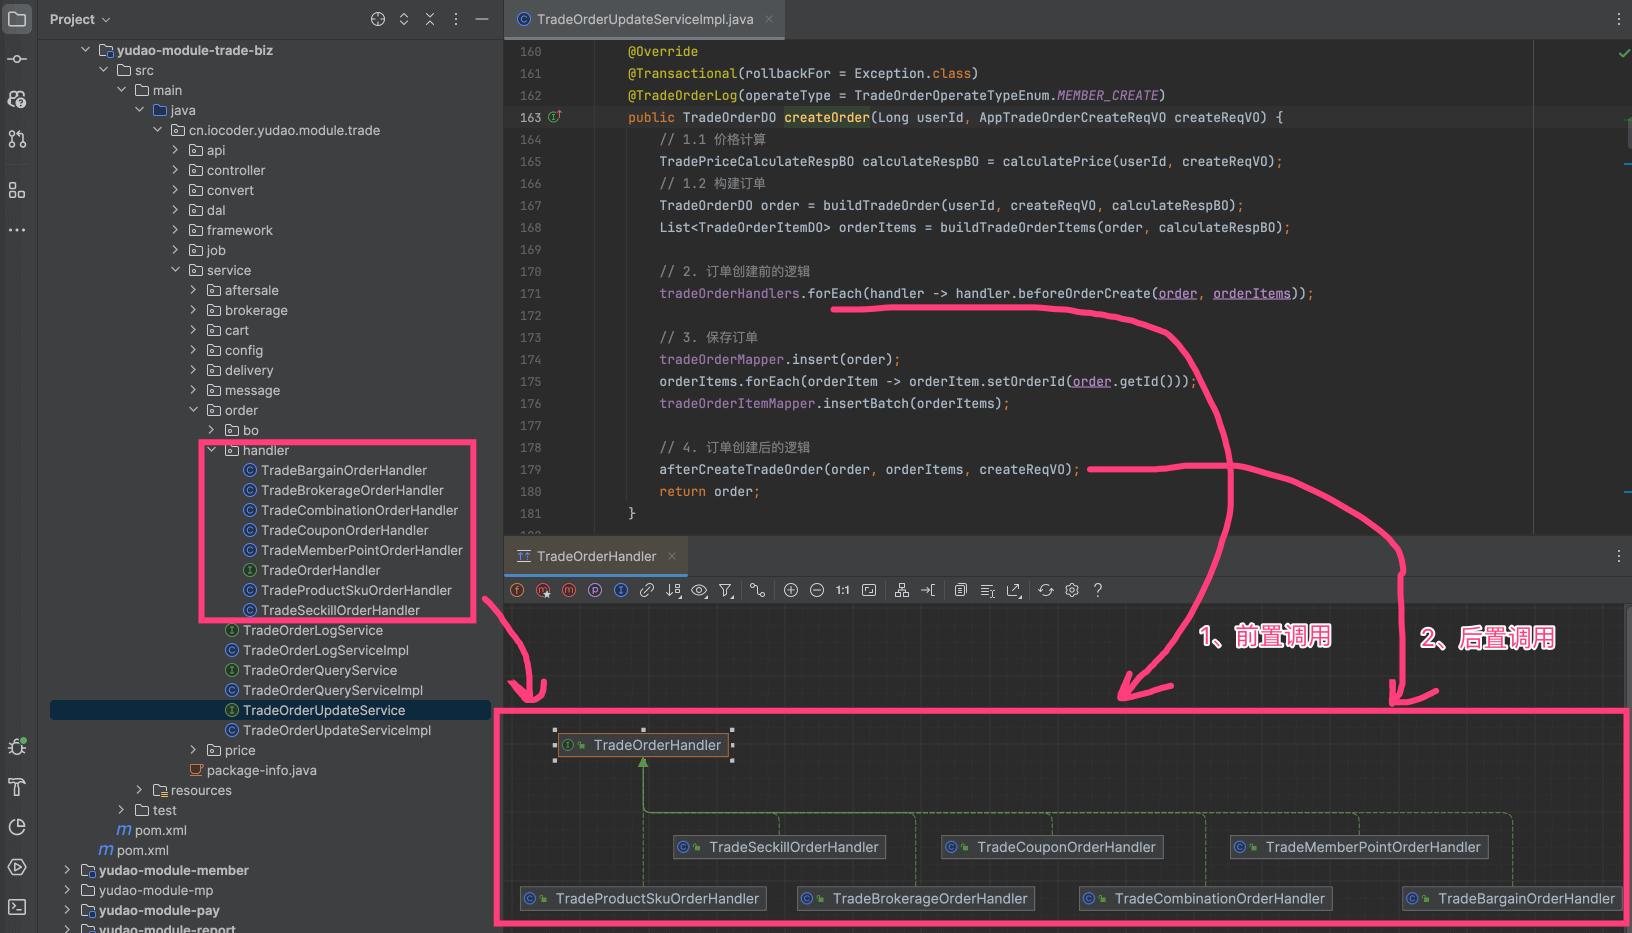 Project
yudao-module-trade-biz
src
main
java
cn.iocoder.yudao.module.trade
api
controller
convert
dal
framework
job
service
aftersale
brokerage
cart
config
delivery
message
order
bo
handler
TradeBargainOrderHandler
TradeBrokerageOrderHandler
TradeCombinationOrderHandler
TradeCouponOrderHandler
TradeMemberPointOrderHandler
TradeOrderHandler
TradeProductSkuOrderHandler
TradeSeckillOrderHandler
TradeOrderLogService
TradeOrderLogServiceImpl
TradeOrderQueryService
TradeOrderQueryServiceImpl
TradeOrderUpdateService
TradeOrderUpdateServiceImpl
price
package-info.java
resources
test
pom.xml
pom.xml
yudao-module-member
yudao-module-mp
yudao-module-pay
yudao-module-report
TradeOrderUpdateServiceImpl.java
160 @Override
161 @Transactional(rollbackFor = Exception.class)
162 @TradeOrderLog(operateType = TradeOrderOperateTypeEnum.MEMBER_CREATE)
163 public TradeOrderDO createOrder(Long userId, AppTradeOrderCreateReqVO createReqVO) {
164 // 1.1 价格计算
165 TradePriceCalculateRespBO calculateRespBO = calculatePrice(userId, createReqVO);
166 // 1.2 构建订单
167 TradeOrderDO order = buildTradeOrder(userId, createReqVO, calculateRespBO);
168 List<TradeOrderItemDO> orderItems = buildTradeOrderItems(order, calculateRespBO);
169
170 // 2. 订单创建前的逻辑
171 tradeOrderHandlers.forEach(handler -> handler.beforeOrderCreate(order, orderItems));
172
173 // 3. 保存订单
174 tradeOrderMapper.insert(order);
175 orderItems.forEach(orderItem -> orderItem.setOrderId(order.getId()));
176 tradeOrderItemMapper.insertBatch(orderItems);
177
178 // 4. 订单创建后的逻辑
179 afterCreateTradeOrder(order, orderItems, createReqVO);
180 return order;
181 }
TradeOrderHandler
1:1
1、前置调用
2、后置调用
TradeOrderHandler
TradeSeckillOrderHandler
TradeCouponOrderHandler
TradeMemberPointOrderHandler
TradeProductSkuOrderHandler
TradeBrokerageOrderHandler
TradeCombinationOrderHandler
TradeBargainOrderHandler